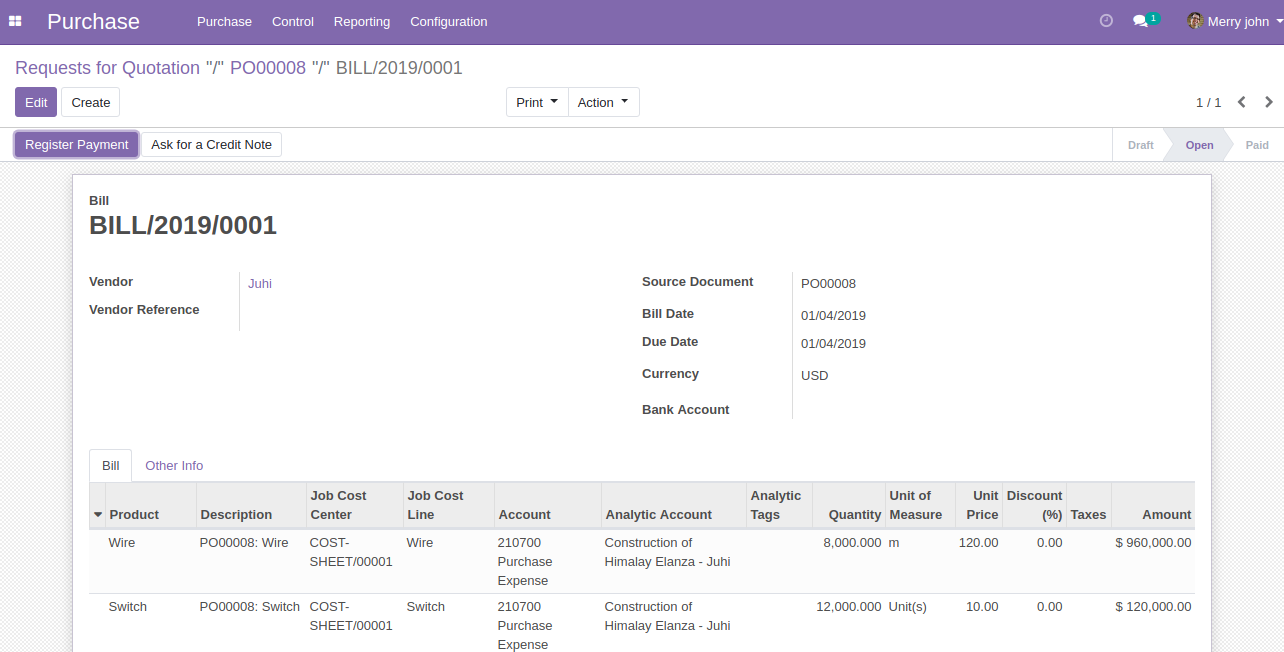 Purchase Purchase Control Reporting Configuration 1 Merry john
Requests for Quotation "/" PO00008 "/" BILL/2019/0001
Edit Create Print Action 1 / 1
Register Payment Ask for a Credit Note Draft Open Paid
Bill
BILL/2019/0001
Vendor Juhi
Vendor Reference
Source Document PO00008
Bill Date 01/04/2019
Due Date 01/04/2019
Currency USD
Bank Account
Bill Other Info
Job Cost Job Cost Analytic Unit of Unit Discount
Product Description Center Line Account Analytic Account Tags Quantity Measure Price (%) Taxes Amount
Wire PO00008: Wire COST- Wire 210700 Construction of 8,000.000 m 120.00 0.00 $ 960,000.00
SHEET/00001 Purchase Himalay Elanza - Juhi
Expense
Switch PO00008: Switch COST- Switch 210700 Construction of 12,000.000 Unit(s) 10.00 0.00 $ 120,000.00
SHEET/00001 Purchase Himalay Elanza - Juhi
Expense